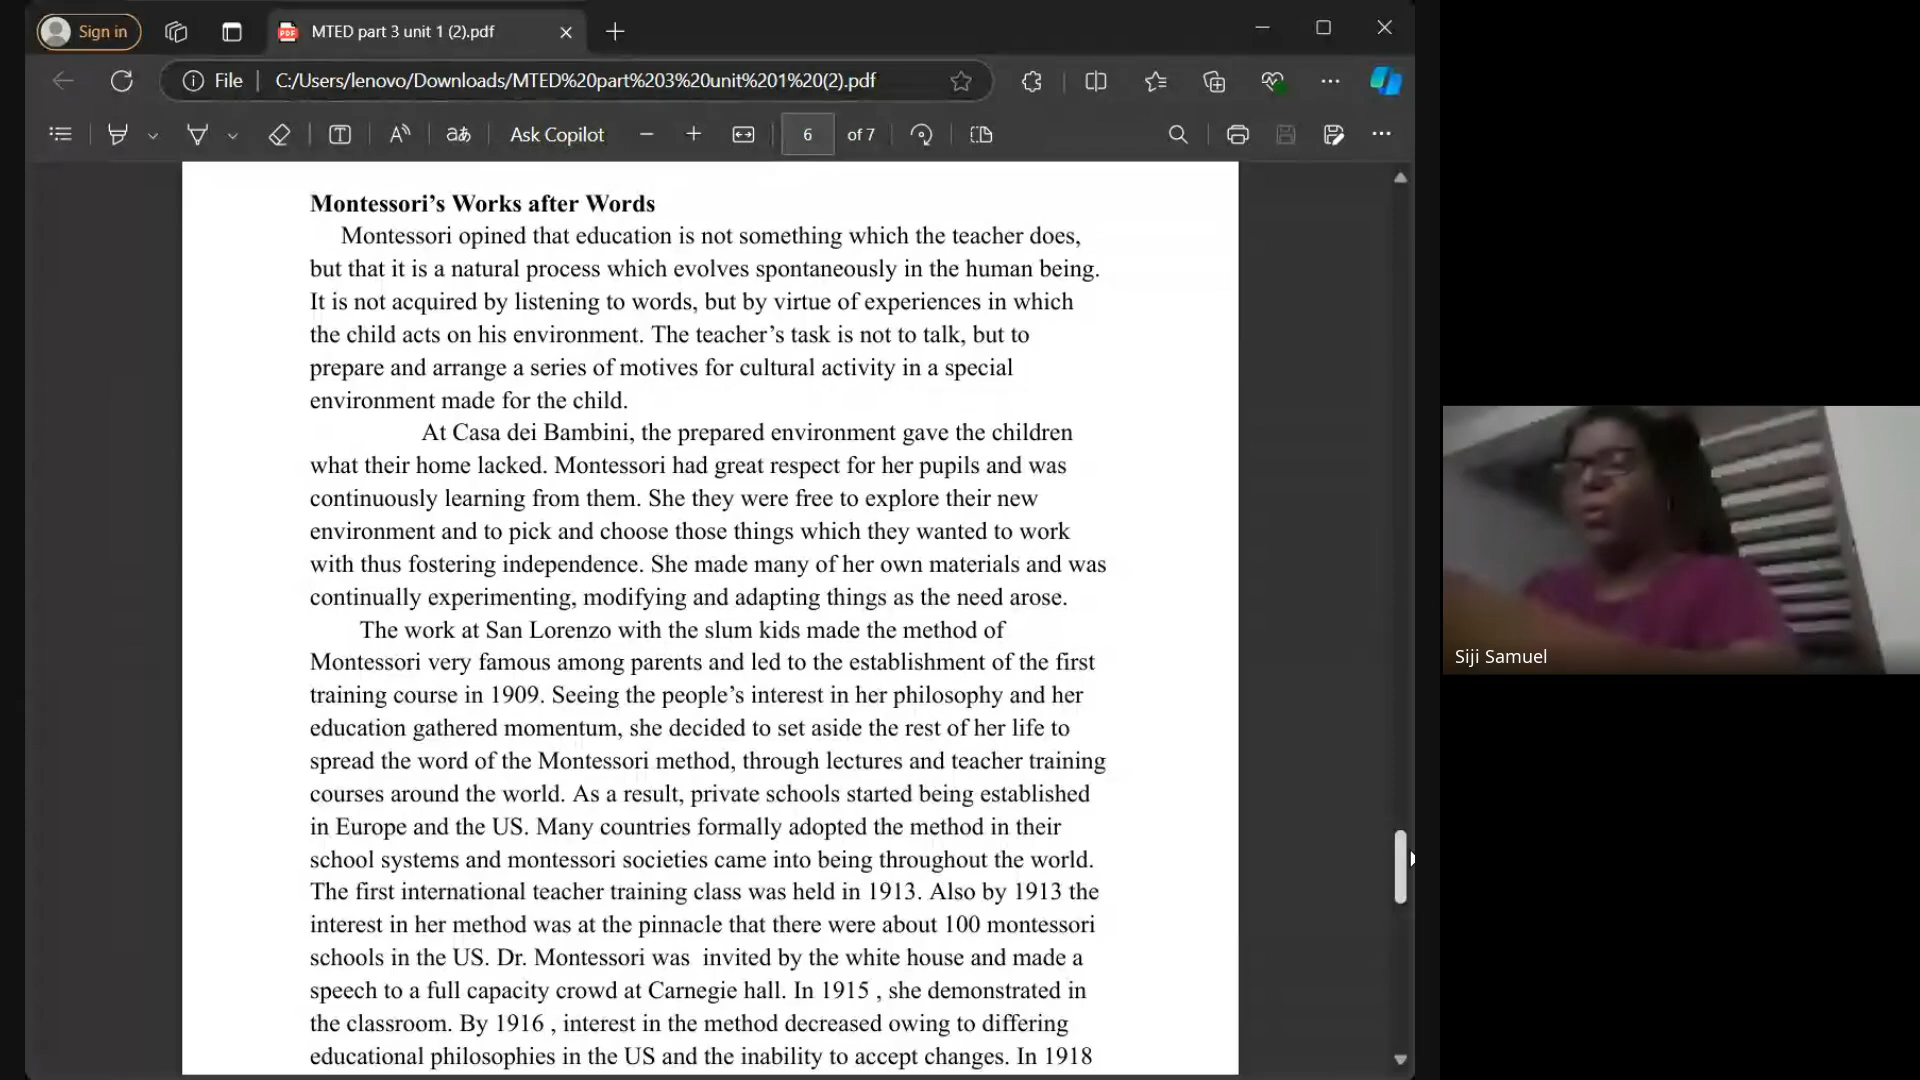 Sign in
MTED part 3 unit 1 (2).pdf
File
C:/Users/lenovo/Downloads/MTED%20part%203%20unit%201%20(2).pdf
Ask Copilot
6 of 7
Montessori’s Works after Words
Montessori opined that education is not something which the teacher does,
but that it is a natural process which evolves spontaneously in the human being.
It is not acquired by listening to words, but by virtue of experiences in which
the child acts on his environment. The teacher’s task is not to talk, but to
prepare and arrange a series of motives for cultural activity in a special
environment made for the child.
At Casa dei Bambini, the prepared environment gave the children
what their home lacked. Montessori had great respect for her pupils and was
continuously learning from them. She they were free to explore their new
environment and to pick and choose those things which they wanted to work
with thus fostering independence. She made many of her own materials and was
continually experimenting, modifying and adapting things as the need arose.
The work at San Lorenzo with the slum kids made the method of
Montessori very famous among parents and led to the establishment of the first
training course in 1909. Seeing the people’s interest in her philosophy and her
education gathered momentum, she decided to set aside the rest of her life to
spread the word of the Montessori method, through lectures and teacher training
courses around the world. As a result, private schools started being established
in Europe and the US. Many countries formally adopted the method in their
school systems and montessori societies came into being throughout the world.
The first international teacher training class was held in 1913. Also by 1913 the
interest in her method was at the pinnacle that there were about 100 montessori
schools in the US. Dr. Montessori was  invited by the white house and made a
speech to a full capacity crowd at Carnegie hall. In 1915 , she demonstrated in
the classroom. By 1916 , interest in the method decreased owing to differing
educational philosophies in the US and the inability to accept changes. In 1918
Siji Samuel